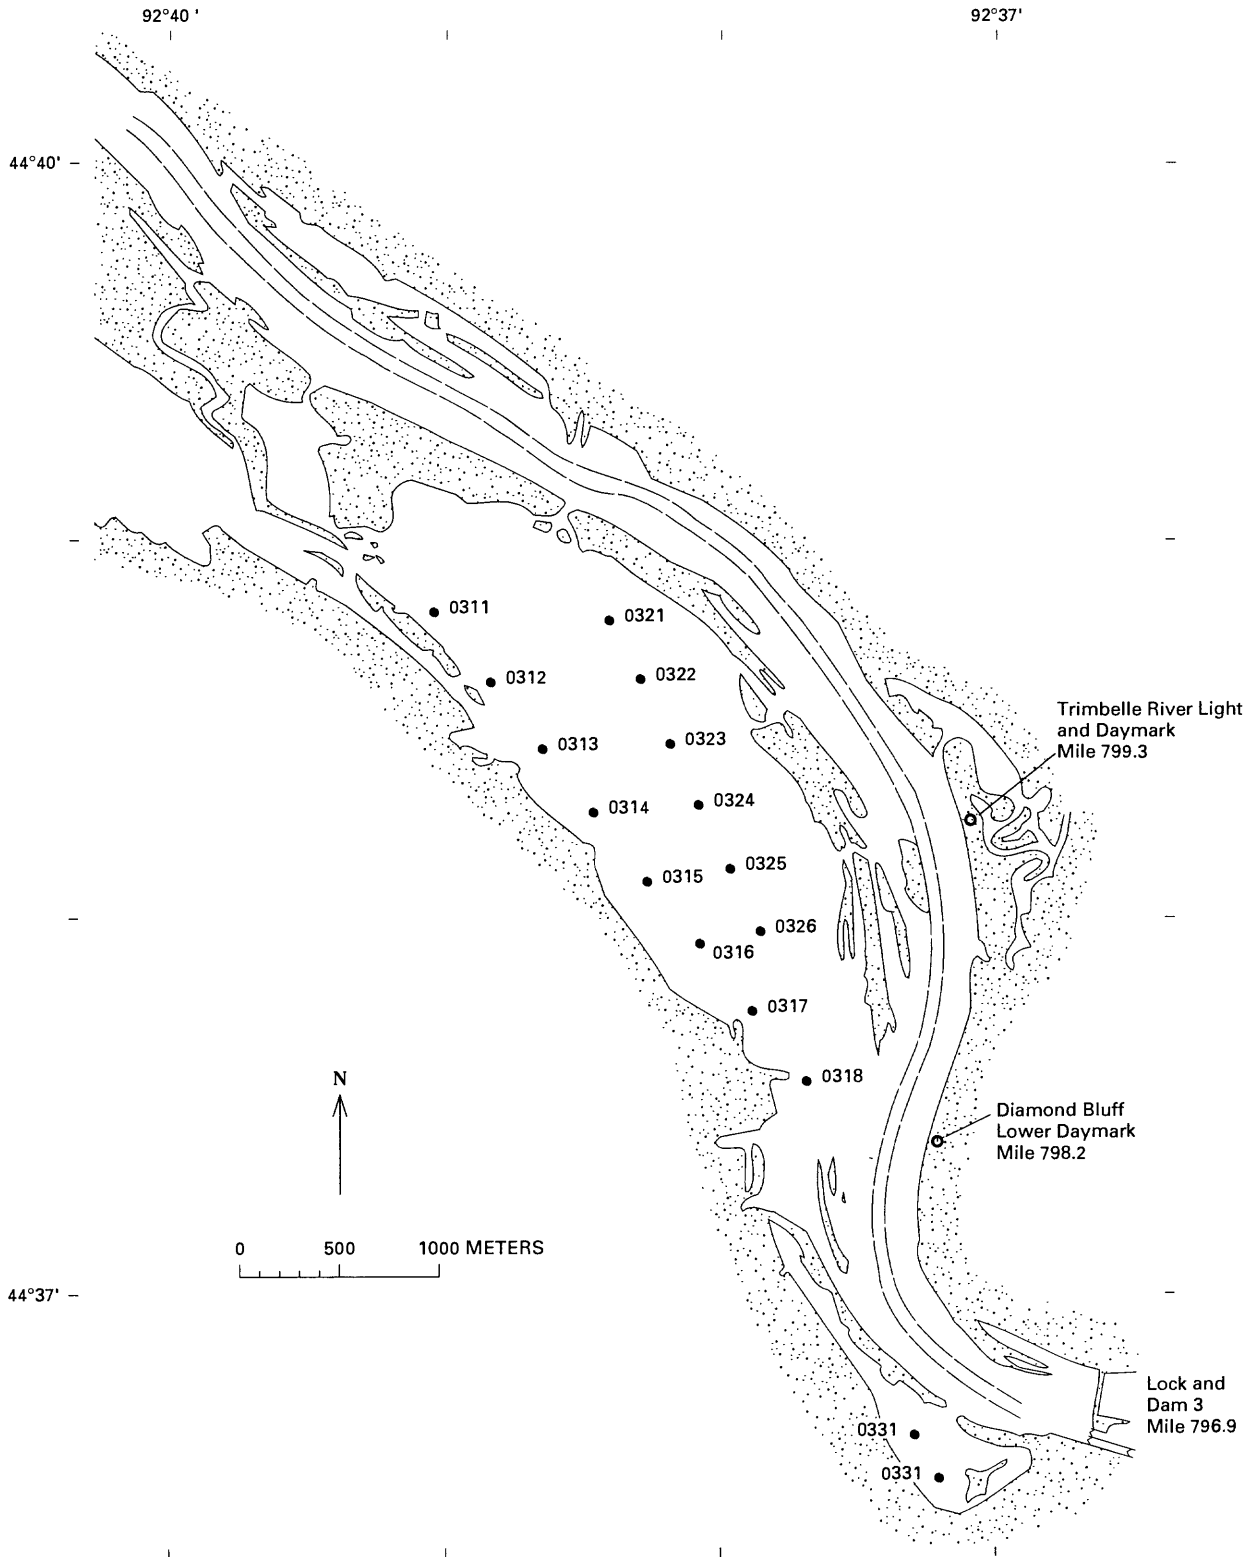 92°40 '
92°37'
44°40'
0311
0321
0312
0322
Trimbelle River Light
and Daymark
Mile 799.3
0313
0323
0314
0324
0315
0325
0326
0316
0317
0318
N
Diamond Bluff
Lower Daymark
Mile 798.2
0 500 1000 METERS
44°37'
Lock and
Dam 3
Mile 796.9
0331
0331